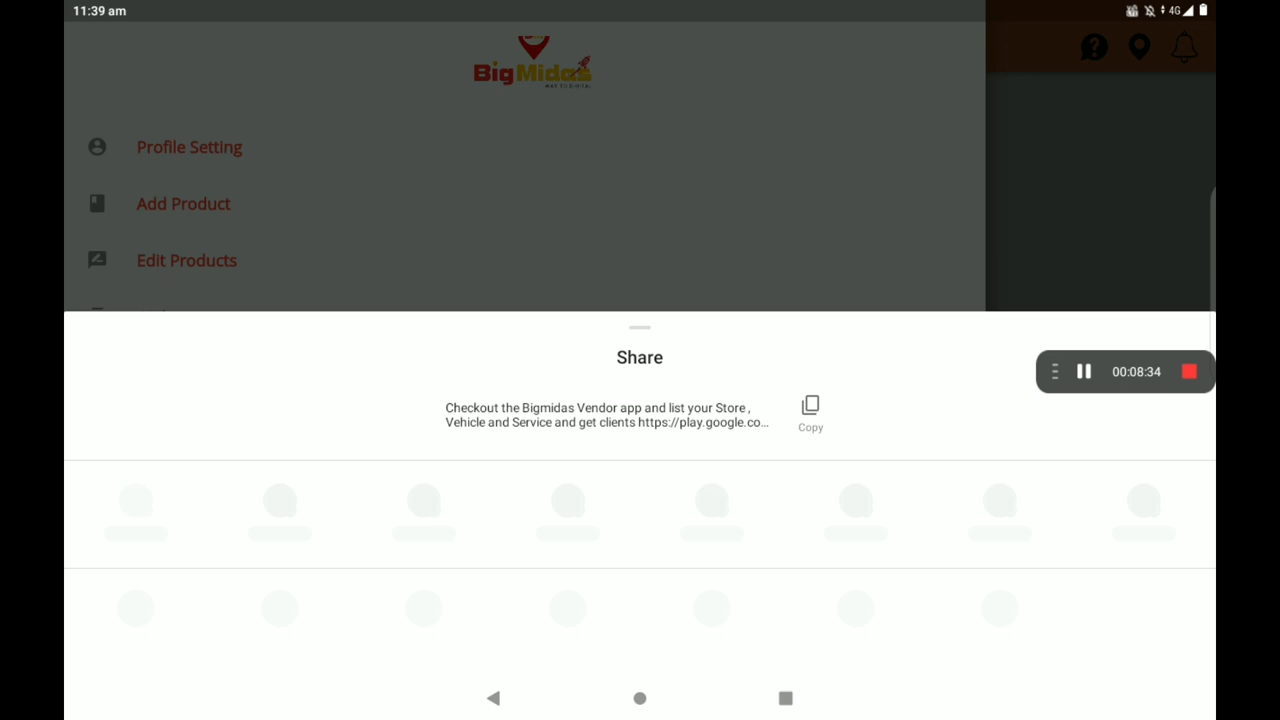 11:39 am
4G
BigMidas
Profile Setting
Add Product
Edit Products
Share
00:08:34
Checkout the Bigmidas Vendor app and list your Store ,
Vehicle and Service and get clients https://play.google.co...
Copy